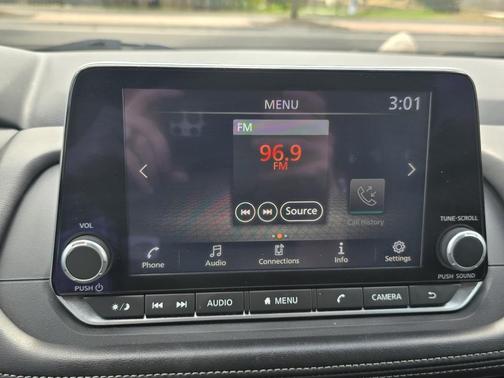 MENU 3:01
FM
96.9
FM
Source
Call History
VOL TUNE·SCROLL
Phone Audio Connections Info Settings
PUSH PUSH SOUND
AUDIO MENU CAMERA